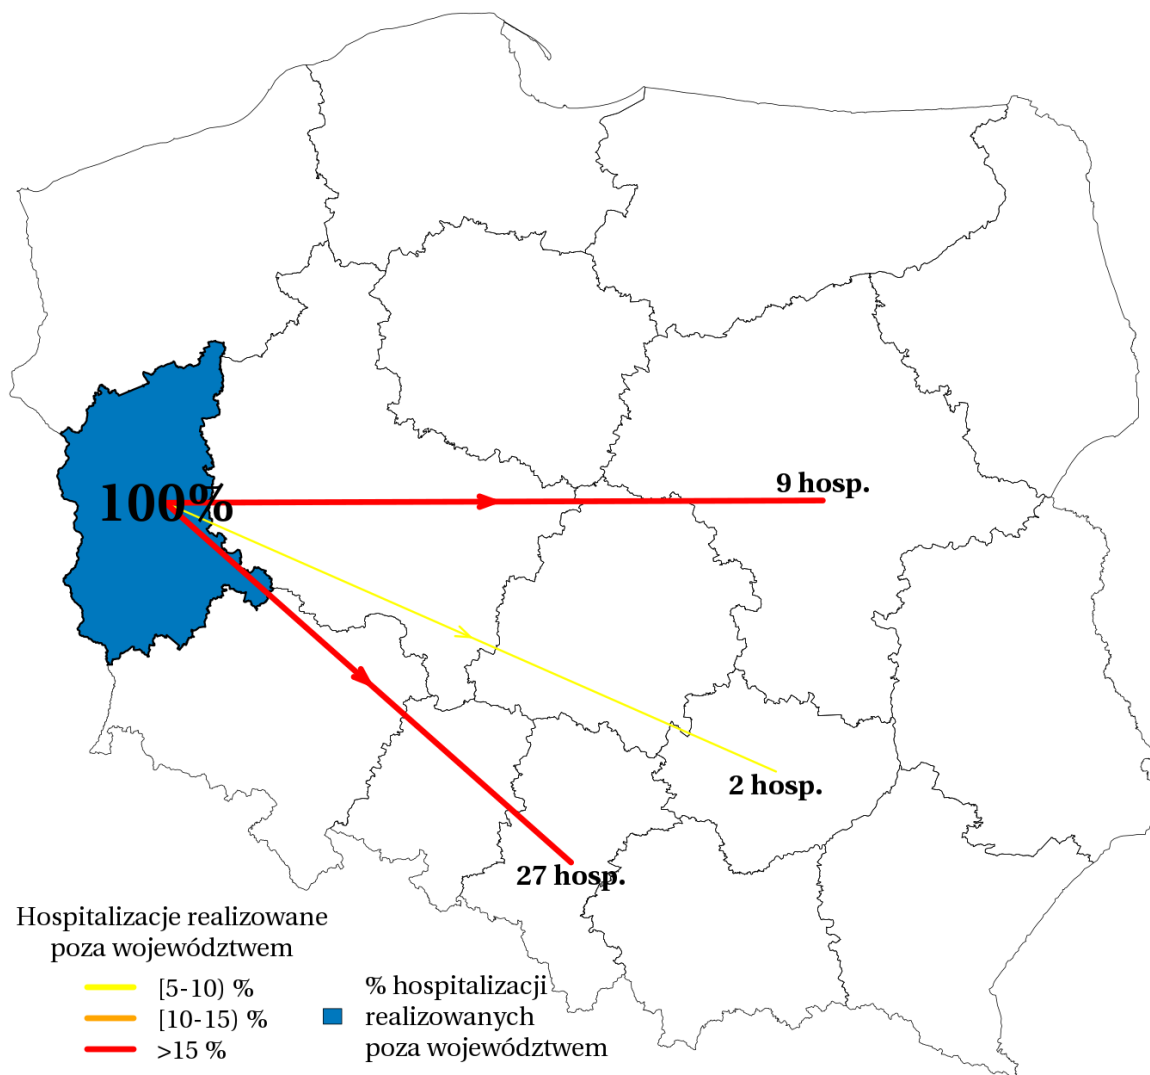 9 hosp.
100%
2 hosp.
27 hosp.
Hospitalizacje realizowane
poza województwem
[5-10) %
[10-15) %
>15 %
% hospitalizacji
realizowanych
poza województwem